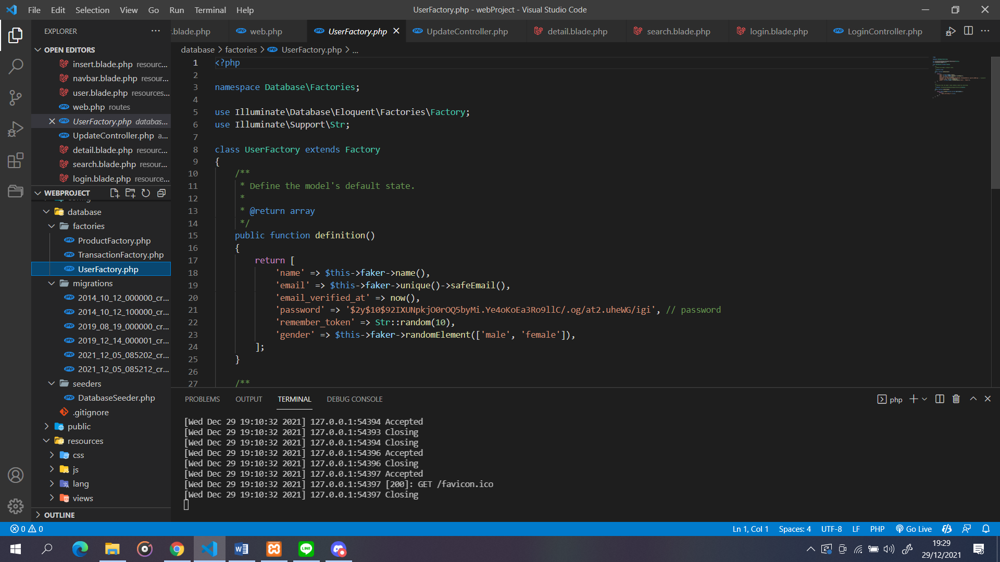 File Edit Selection View Go Run Terminal Help
UserFactory.php - webProject - Visual Studio Code
EXPLORER
.blade.php web.php UserFactory.php UpdateController.php detail.blade.php search.blade.php login.blade.php LoginController.php
database > factories > UserFactory.php > ...
OPEN EDITORS
insert.blade.php resourc...
navbar.blade.php resour...
user.blade.php resources...
web.php routes
UserFactory.php databas...
UpdateController.php a...
detail.blade.php resourc...
search.blade.php resour...
login.blade.php resource...
WEBPROJECT
config
database
factories
ProductFactory.php
TransactionFactory.php
UserFactory.php
migrations
2014_10_12_000000_cr...
2014_10_12_100000_cr...
2019_08_19_000000_cr...
2019_12_14_000001_cr...
2021_12_05_085202_cr...
2021_12_05_085212_cr...
seeders
DatabaseSeeder.php
.gitignore
public
resources
css
js
lang
views
OUTLINE
1 <?php
2
3 namespace Database\Factories;
4
5 use Illuminate\Database\Eloquent\Factories\Factory;
6 use Illuminate\Support\Str;
7
8 class UserFactory extends Factory
9 {
10 /**
11 * Define the model's default state.
12 *
13 * @return array
14 */
15 public function definition()
16 {
17 return [
18 'name' => $this->faker->name(),
19 'email' => $this->faker->unique()->safeEmail(),
20 'email_verified_at' => now(),
21 'password' => '$2y$10$92IXUNpkjO0rOQ5byMi.Ye4oKoEa3Ro9llC/.og/at2.uheWG/igi', // password
22 'remember_token' => Str::random(10),
23 'gender' => $this->faker->randomElement(['male', 'female']),
24 ];
25 }
26
27 /**
PROBLEMS OUTPUT TERMINAL DEBUG CONSOLE
php
[Wed Dec 29 19:10:32 2021] 127.0.0.1:54394 Accepted
[Wed Dec 29 19:10:32 2021] 127.0.0.1:54393 Closing
[Wed Dec 29 19:10:32 2021] 127.0.0.1:54394 Closing
[Wed Dec 29 19:10:32 2021] 127.0.0.1:54396 Accepted
[Wed Dec 29 19:10:32 2021] 127.0.0.1:54396 Closing
[Wed Dec 29 19:10:32 2021] 127.0.0.1:54397 Accepted
[Wed Dec 29 19:10:32 2021] 127.0.0.1:54397 [200]: GET /favicon.ico
[Wed Dec 29 19:10:32 2021] 127.0.0.1:54397 Closing
0 0
Ln 1, Col 1 Spaces: 4 UTF-8 LF PHP Go Live
19:29
29/12/2021